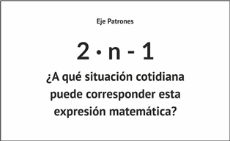 Eje Patrones
2 · n - 1
¿A qué situación cotidiana
puede corresponder esta
expresión matemática?